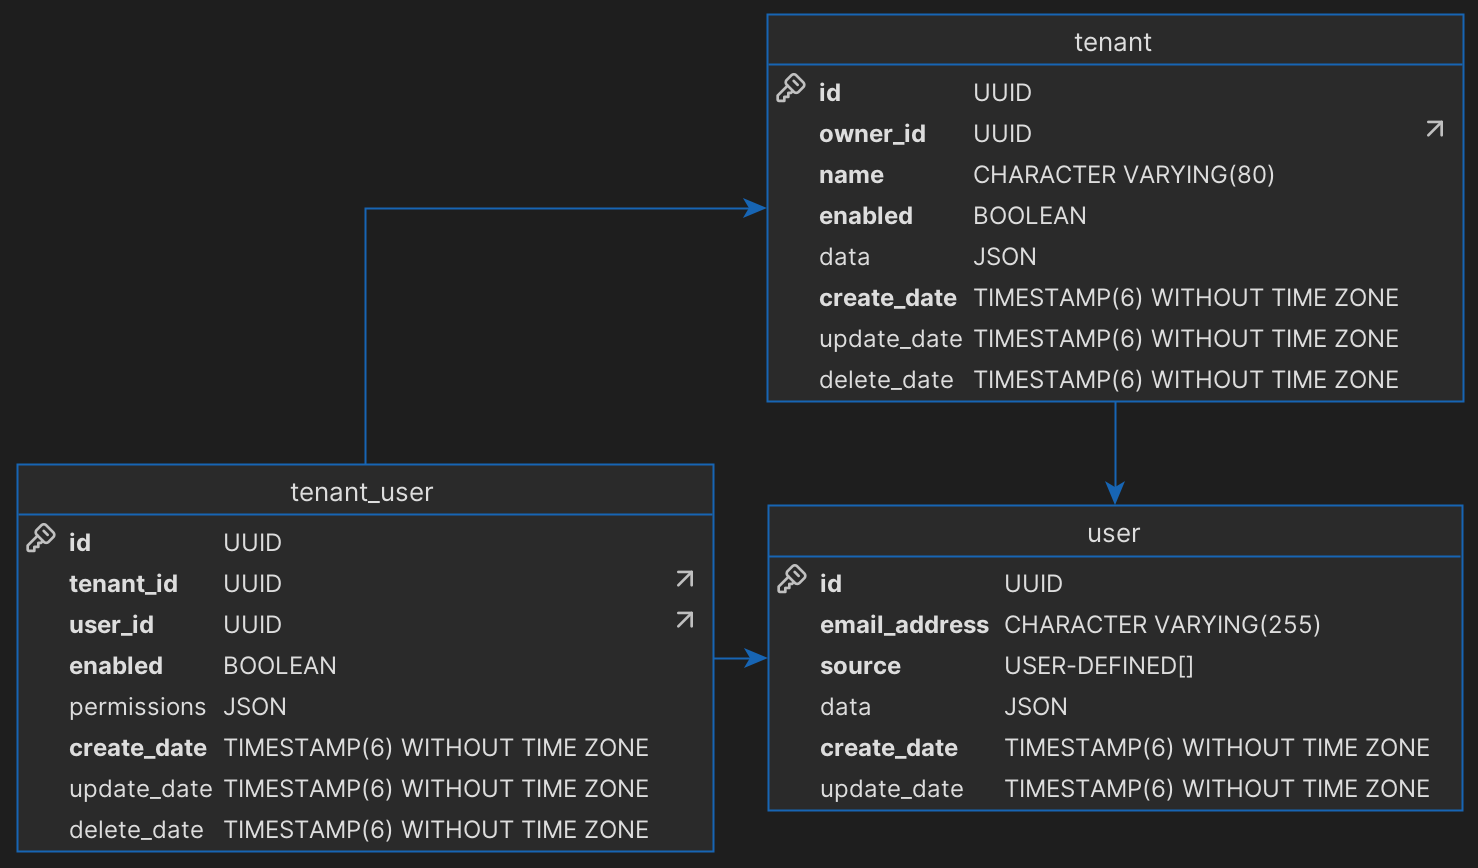 tenant
id UUID
owner_id UUID
name CHARACTER VARYING(80)
enabled BOOLEAN
data JSON
create_date TIMESTAMP(6) WITHOUT TIME ZONE
update_date TIMESTAMP(6) WITHOUT TIME ZONE
delete_date TIMESTAMP(6) WITHOUT TIME ZONE
tenant_user
id UUID
tenant_id UUID
user_id UUID
enabled BOOLEAN
permissions JSON
create_date TIMESTAMP(6) WITHOUT TIME ZONE
update_date TIMESTAMP(6) WITHOUT TIME ZONE
delete_date TIMESTAMP(6) WITHOUT TIME ZONE
user
id UUID
email_address CHARACTER VARYING(255)
source USER-DEFINED[]
data JSON
create_date TIMESTAMP(6) WITHOUT TIME ZONE
update_date TIMESTAMP(6) WITHOUT TIME ZONE